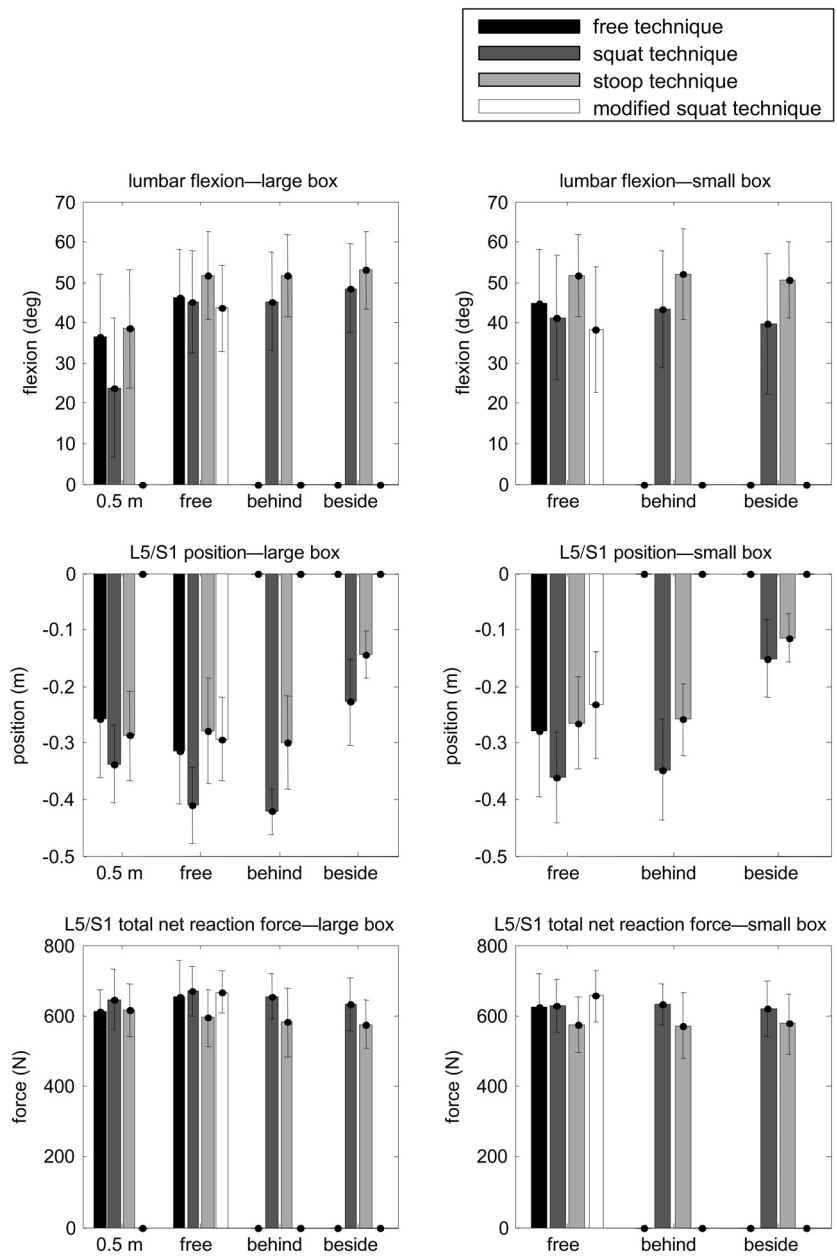 free technique
squat technique
stoop technique
modified squat technique
lumbar flexion—large box
flexion (deg)
70
60
50
40
30
20
10
0
0.5 m free behind beside
lumbar flexion—small box
flexion (deg)
70
60
50
40
30
20
10
0
free behind beside
L5/S1 position—large box
position (m)
0
-0.1
-0.2
-0.3
-0.4
-0.5
0.5 m free behind beside
L5/S1 position—small box
position (m)
0
-0.1
-0.2
-0.3
-0.4
-0.5
free behind beside
L5/S1 total net reaction force—large box
force (N)
800
600
400
200
0
0.5 m free behind beside
L5/S1 total net reaction force—small box
force (N)
800
600
400
200
0
free behind beside